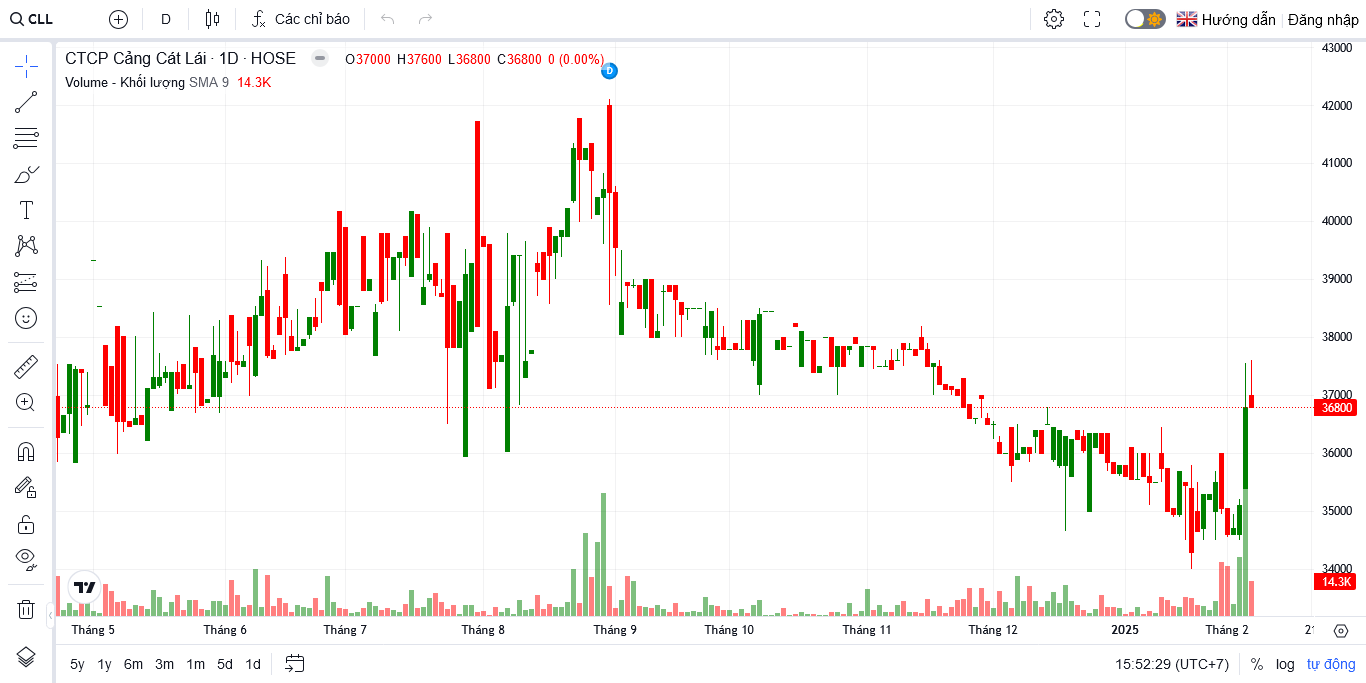 CLL D Các chỉ báo Hướng dẫn Đăng nhập
CTCP Cảng Cát Lái · 1D · HOSE O37000 H37600 L36800 C36800 0 (0.00%)
D
Volume - Khối lượng SMA 9 14.3K
43000
42000
41000
40000
39000
38000
37000
36800
36000
35000
34000
14.3K
Tháng 5 Tháng 6 Tháng 7 Tháng 8 Tháng 9 Tháng 10 Tháng 11 Tháng 12 2025 Tháng 2
5y 1y 6m 3m 1m 5d 1d 15:52:29 (UTC+7) % log tự động